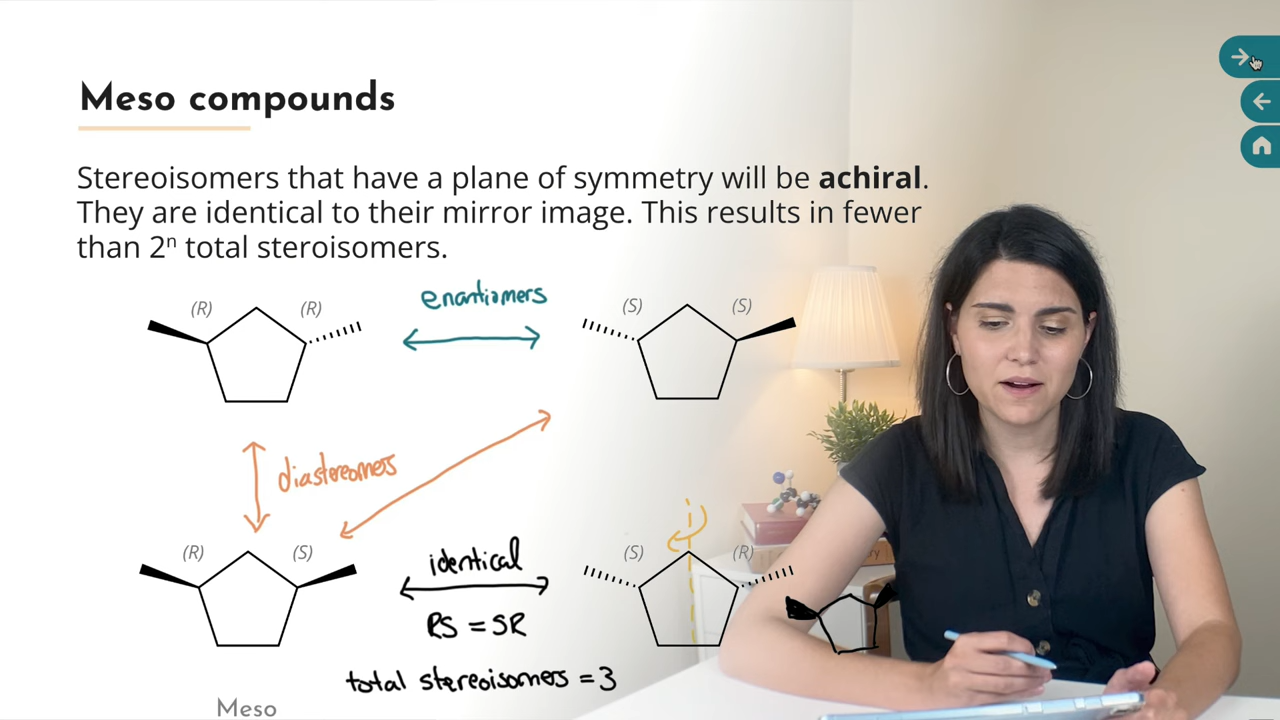 Meso compounds
Stereoisomers that have a plane of symmetry will be achiral.
They are identical to their mirror image. This results in fewer
than 2ⁿ total steroisomers.
enantiomers
(R) (R) (S) (S)
diastereomers
(R) (S) (S) (R)
identical
RS = SR
total stereoisomers = 3
Meso